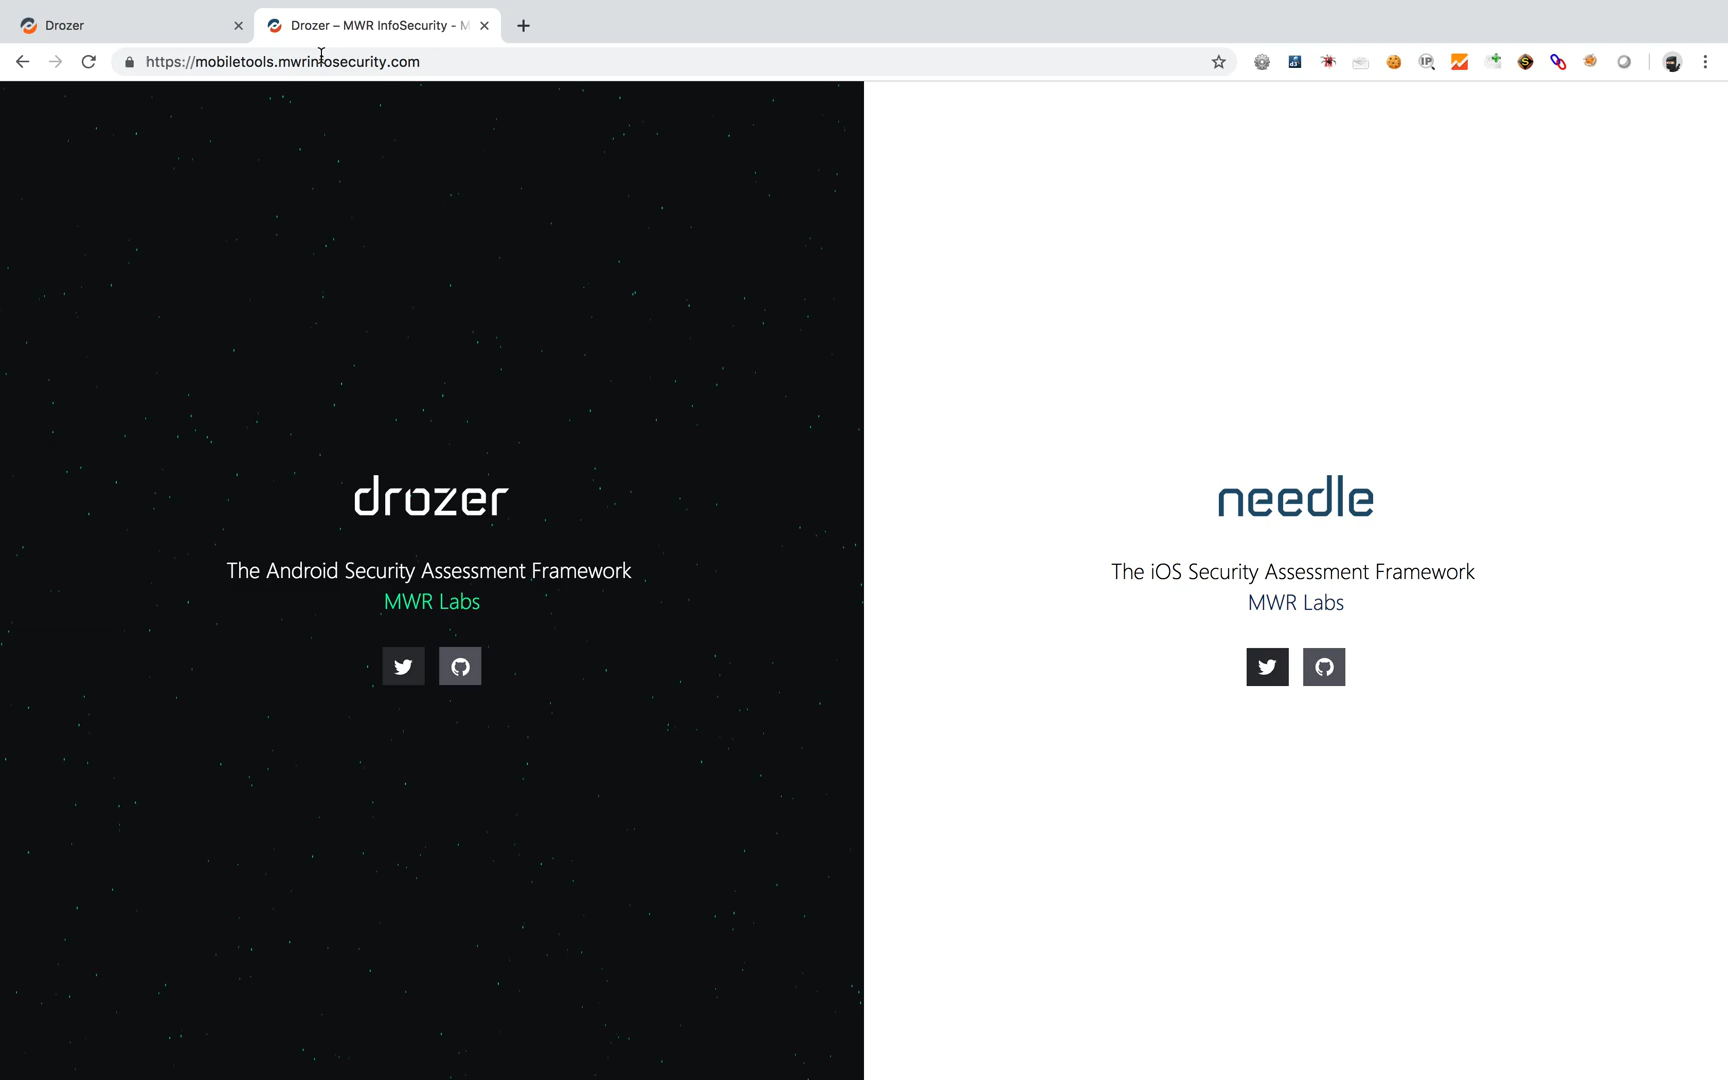 Drozer
Drozer – MWR InfoSecurity - M
https://mobiletools.mwrinfosecurity.com
drozer
The Android Security Assessment Framework
MWR Labs
needle
The iOS Security Assessment Framework
MWR Labs